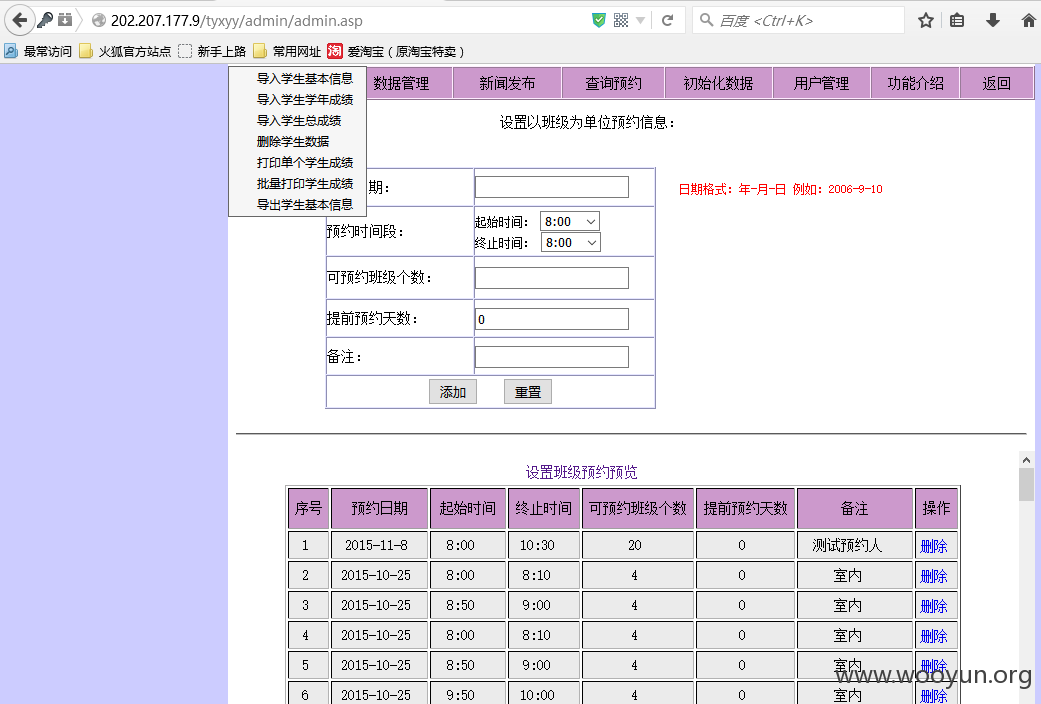 202.207.177.9/tyxyy/admin/admin.asp
百度 <Ctrl+K>
最常访问 火狐官方站点 新手上路 常用网址 淘 爱淘宝（原淘宝特卖）
数据管理 新闻发布 查询预约 初始化数据 用户管理 功能介绍 返回
导入学生基本信息
导入学生学年成绩
导入学生总成绩
删除学生数据
打印单个学生成绩
批量打印学生成绩
导出学生基本信息
设置以班级为单位预约信息：
期：
日期格式：年-月-日 例如：2006-9-10
预约时间段：
起始时间： 8:00
终止时间： 8:00
可预约班级个数：
提前预约天数： 0
备注：
添加 重置
设置班级预约预览
序号 预约日期 起始时间 终止时间 可预约班级个数 提前预约天数 备注 操作
1 2015-11-8 8:00 10:30 20 0 测试预约人 删除
2 2015-10-25 8:00 8:10 4 0 室内 删除
3 2015-10-25 8:50 9:00 4 0 室内 删除
4 2015-10-25 8:00 8:10 4 0 室内 删除
5 2015-10-25 8:50 9:00 4 0 室内 删除
6 2015-10-25 9:50 10:00 4 0 室内 删除
www.wooyun.org